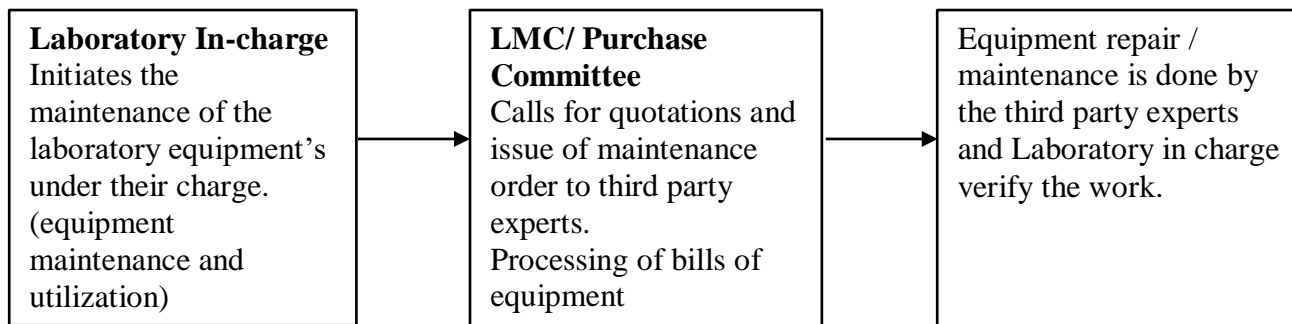 Laboratory In-charge
Initiates the
maintenance of the
laboratory equipment’s
under their charge.
(equipment
maintenance and
utilization)
LMC/ Purchase
Committee
Calls for quotations and
issue of maintenance
order to third party
experts.
Processing of bills of
equipment
Equipment repair /
maintenance is done by
the third party experts
and Laboratory in charge
verify the work.